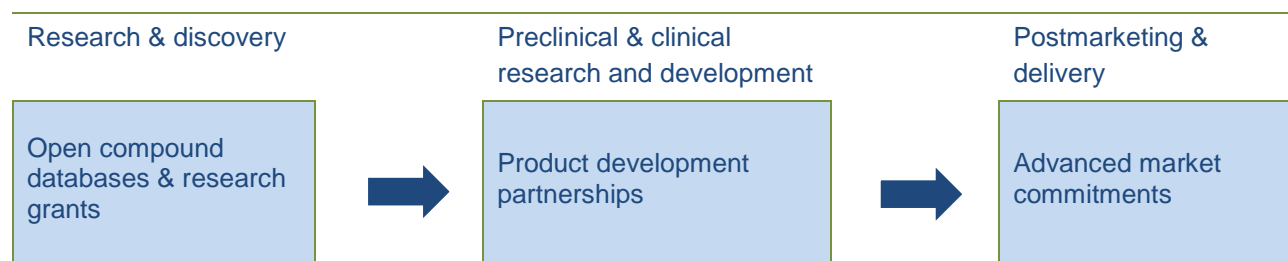 Research & discovery
Preclinical & clinical
research and development
Postmarketing &
delivery
Open compound
databases & research
grants
Product development
partnerships
Advanced market
commitments